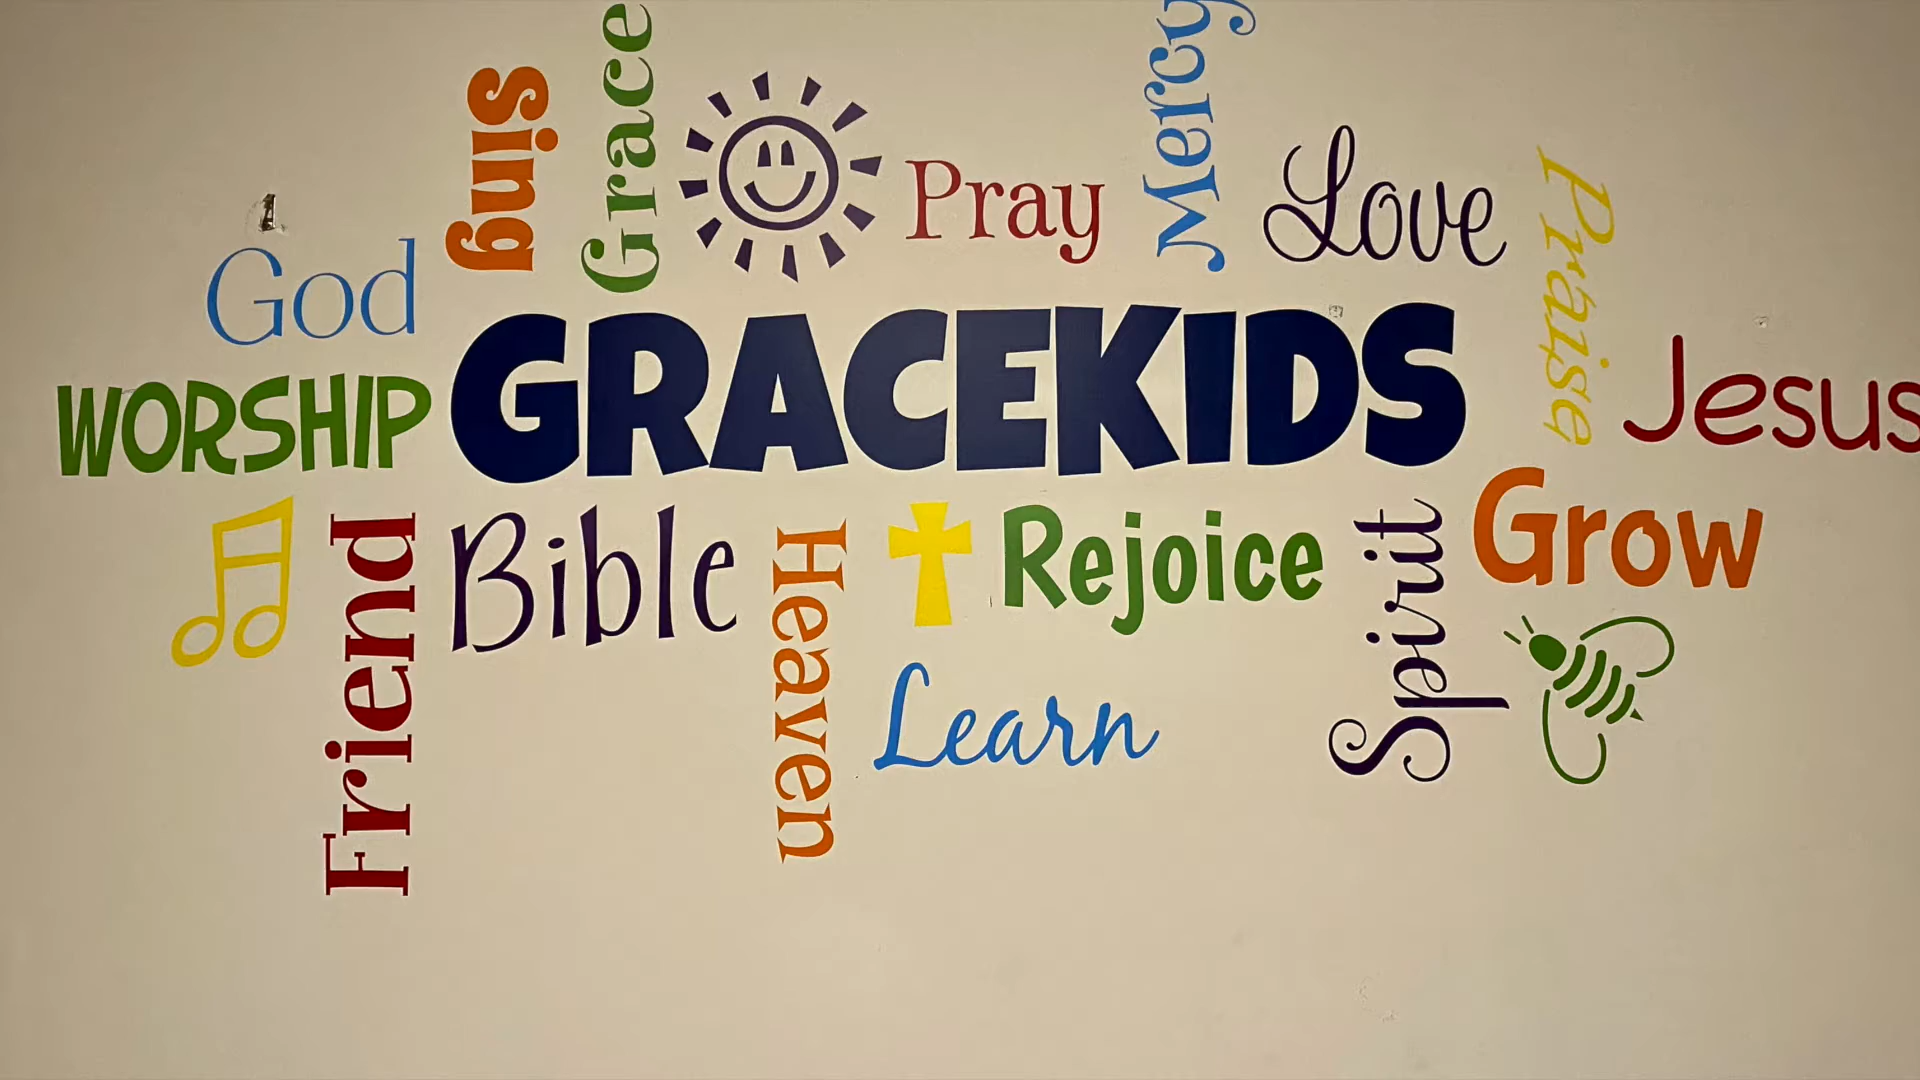 Sing
Grace
Mercy
Pray
Love
Praise
God
GRACEKIDS
WORSHIP
Jesus
Friend
Bible
Heaven
Rejoice
Spirit
Grow
Learn